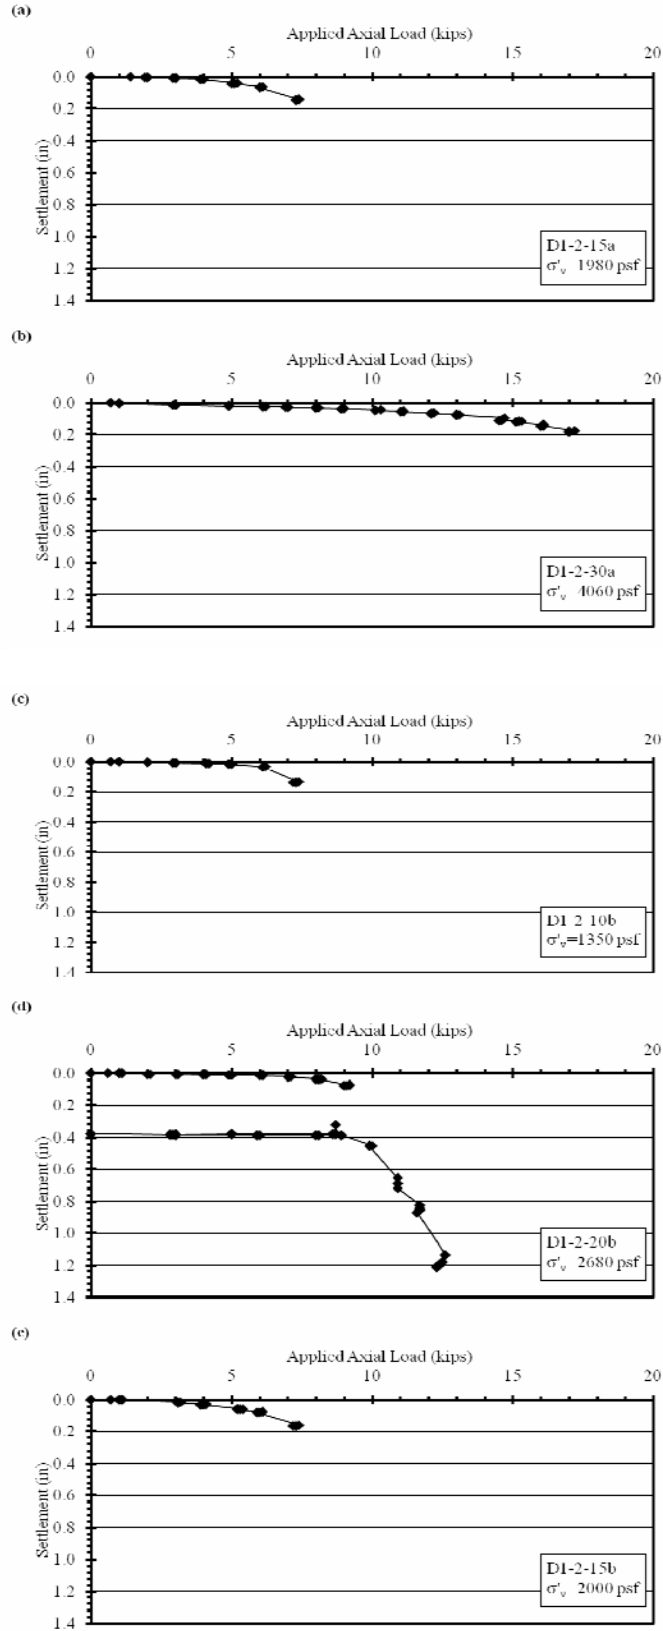 (a)
Applied Axial Load (kips)
0 5 10 15 20
0.0
0.2
0.4
0.6
0.8
1.0
1.2
1.4
Settlement (in)
D1-2-15a
σ'v 1980 psf
(b)
Applied Axial Load (kips)
0 5 10 15 20
0.0
0.2
0.4
0.6
0.8
1.0
1.2
1.4
Settlement (in)
D1-2-30a
σ'v 4060 psf
(c)
Applied Axial Load (kips)
0 5 10 15 20
0.0
0.2
0.4
0.6
0.8
1.0
1.2
1.4
Settlement (in)
D1-2-10b
σ'v=1350 psf
(d)
Applied Axial Load (kips)
0 5 10 15 20
0.0
0.2
0.4
0.6
0.8
1.0
1.2
1.4
Settlement (in)
D1-2-20b
σ'v 2680 psf
(e)
Applied Axial Load (kips)
0 5 10 15 20
0.0
0.2
0.4
0.6
0.8
1.0
1.2
1.4
Settlement (in)
D1-2-15b
σ'v 2000 psf